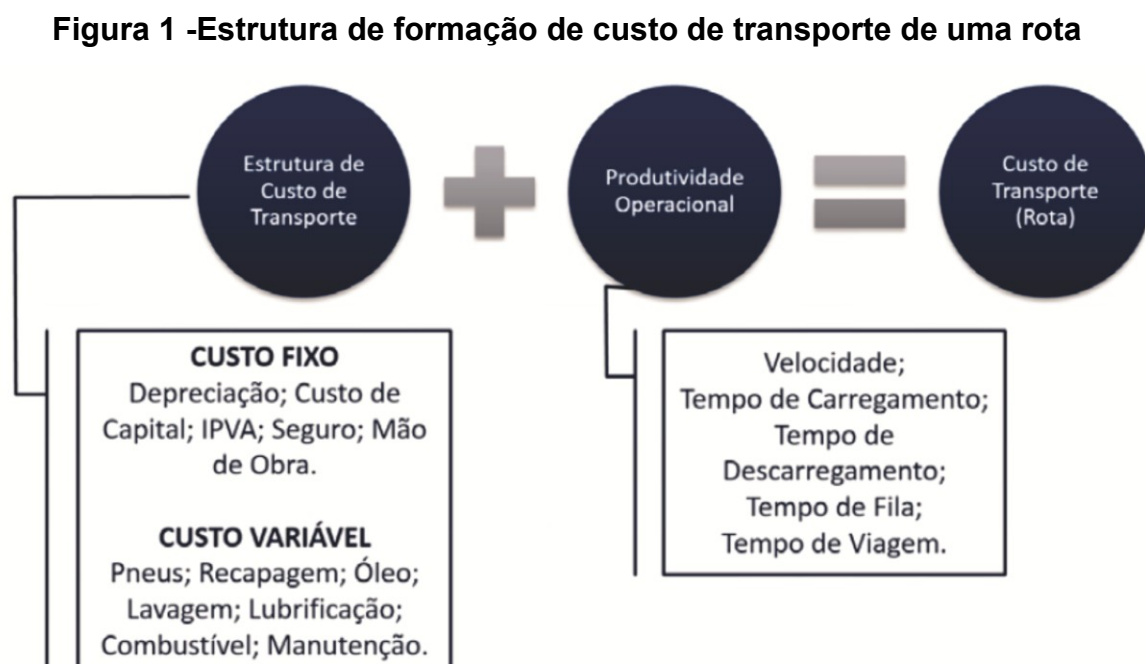 Figura 1 -Estrutura de formação de custo de transporte de uma rota
Estrutura de
Custo de
Transporte
Produtividade
Operacional
Custo de
Transporte
(Rota)
CUSTO FIXO
Depreciação; Custo de
Capital; IPVA; Seguro; Mão
de Obra.
CUSTO VARIÁVEL
Pneus; Recapagem; Óleo;
Lavagem; Lubrificação;
Combustível; Manutenção.
Velocidade;
Tempo de Carregamento;
Tempo de
Descarregamento;
Tempo de Fila;
Tempo de Viagem.